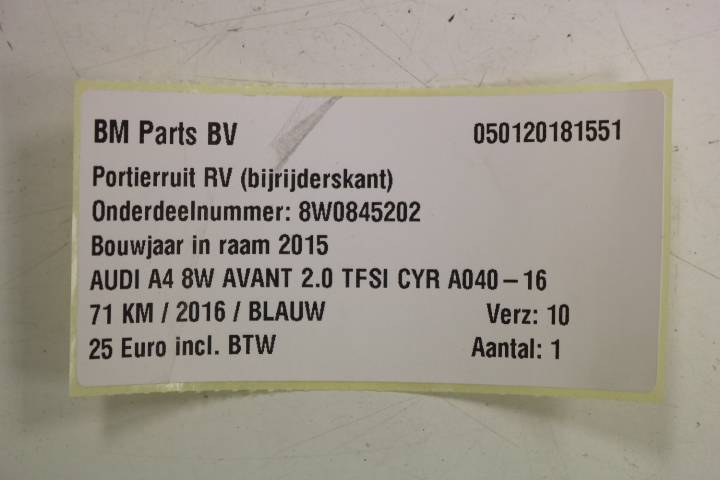 BM Parts BV 050120181551
Portierruit RV (bijrijderskant)
Onderdeelnummer: 8W0845202
Bouwjaar in raam 2015
AUDI A4 8W AVANT 2.0 TFSI CYR A040 – 16
71 KM / 2016 / BLAUW Verz: 10
25 Euro incl. BTW Aantal: 1